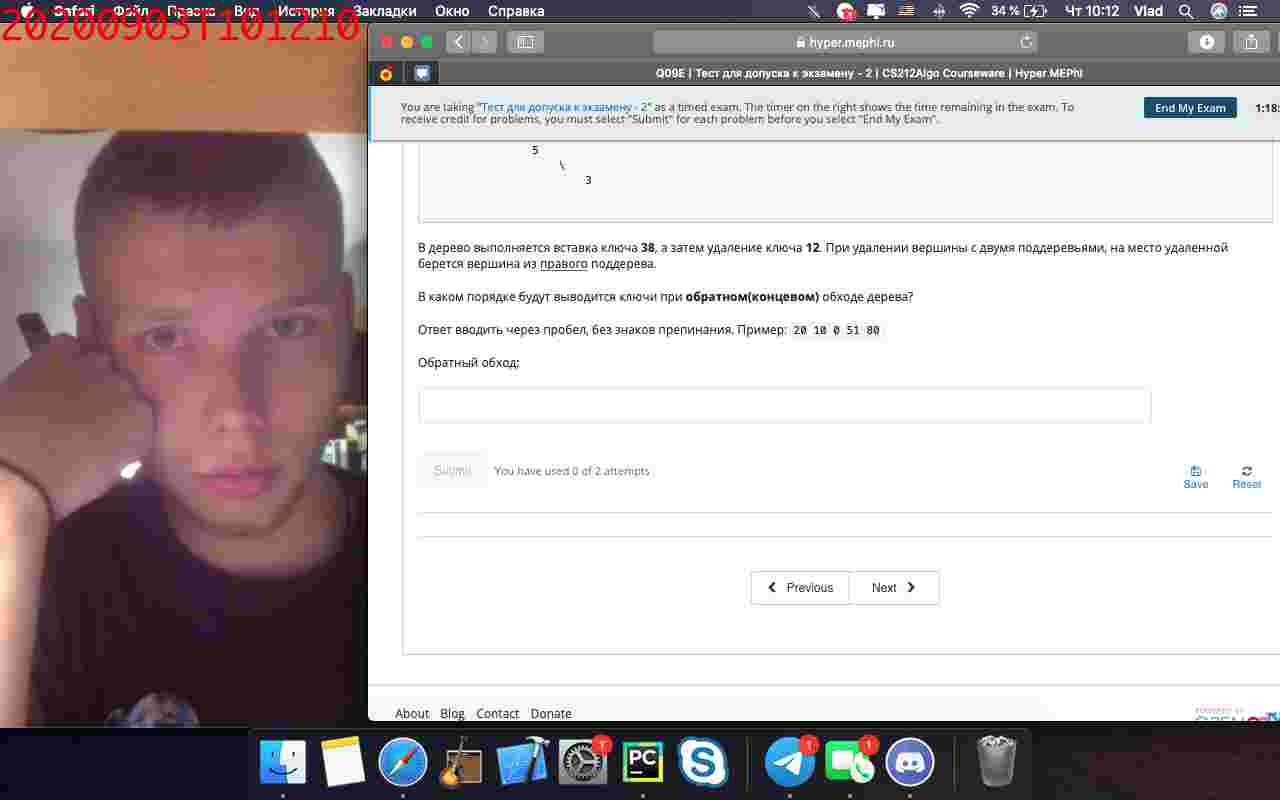 20200903T101210
Safari Файл Правка Вид История Закладки Окно Справка
34 % Чт 10:12 Vlad
hyper.mephi.ru
Q09E | Тест для допуска к экзамену - 2 | CS212Algo Courseware | Hyper.MEPhI
You are taking "Тест для допуска к экзамену - 2" as a timed exam. The timer on the right shows the time remaining in the exam. To
receive credit for problems, you must select "Submit" for each problem before you select "End My Exam".
End My Exam
1:18:
5
\
3
В дерево выполняется вставка ключа 38, а затем удаление ключа 12. При удалении вершины с двумя поддеревьями, на место удаленной
берется вершина из правого поддерева.
В каком порядке будут выводится ключи при обратном(концевом) обходе дерева?
Ответ вводить через пробел, без знаков препинания. Пример: 20 10 0 51 80
Обратный обход:
Submit You have used 0 of 2 attempts
Save Reset
Previous Next
About Blog Contact Donate
POWERED BY
1 PC 1 1